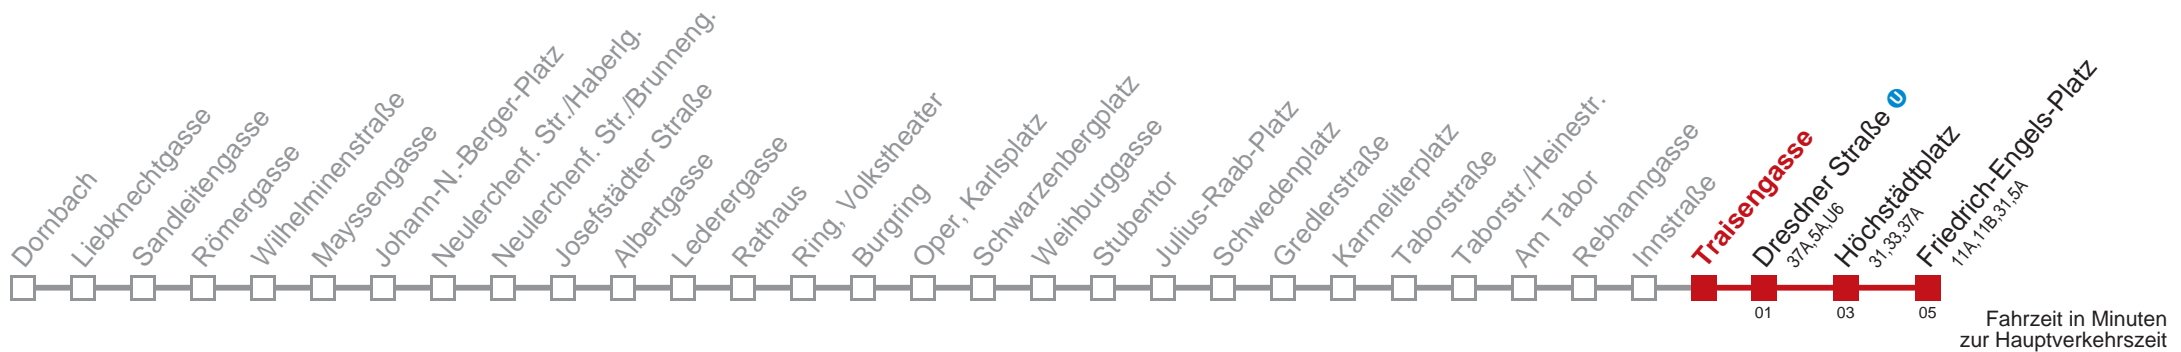 Dornbach
Liebknechtgasse
Sandleitengasse
Römergasse
Wilhelminenstraße
Mayssengasse
Johann-N.-Berger-Platz
Neulerchenf. Str./Haberlg.
Neulerchenf. Str./Brunneng.
Josefstädter Straße
Albertgasse
Lederergasse
Rathaus
Ring, Volkstheater
Burgring
Oper, Karlsplatz
Schwarzenbergplatz
Weihburggasse
Stubentor
Julius-Raab-Platz
Schwedenplatz
Gredlerstraße
Karmeliterplatz
Taborstraße
Taborstr./Heinestr.
Am Tabor
Rebhanngasse
Innstraße
Traisengasse
Dresdner Straße U
37A,5A,U6
Höchstädtplatz
31,33,37A
Friedrich-Engels-Platz
11A,11B,31,5A
01
03
05
Fahrzeit in Minuten
zur Hauptverkehrszeit